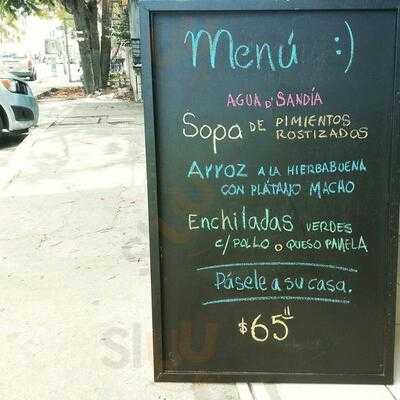 Menú :)
AGUA D' SANDÍA
Sopa DE PIMIENTOS
ROSTIZADOS
Arroz A LA HIERBABUENA
CON PLÁTANO MACHO
Enchiladas VERDES
c/POLLO o QUESO PANELA
Pásele a su casa.
$65"